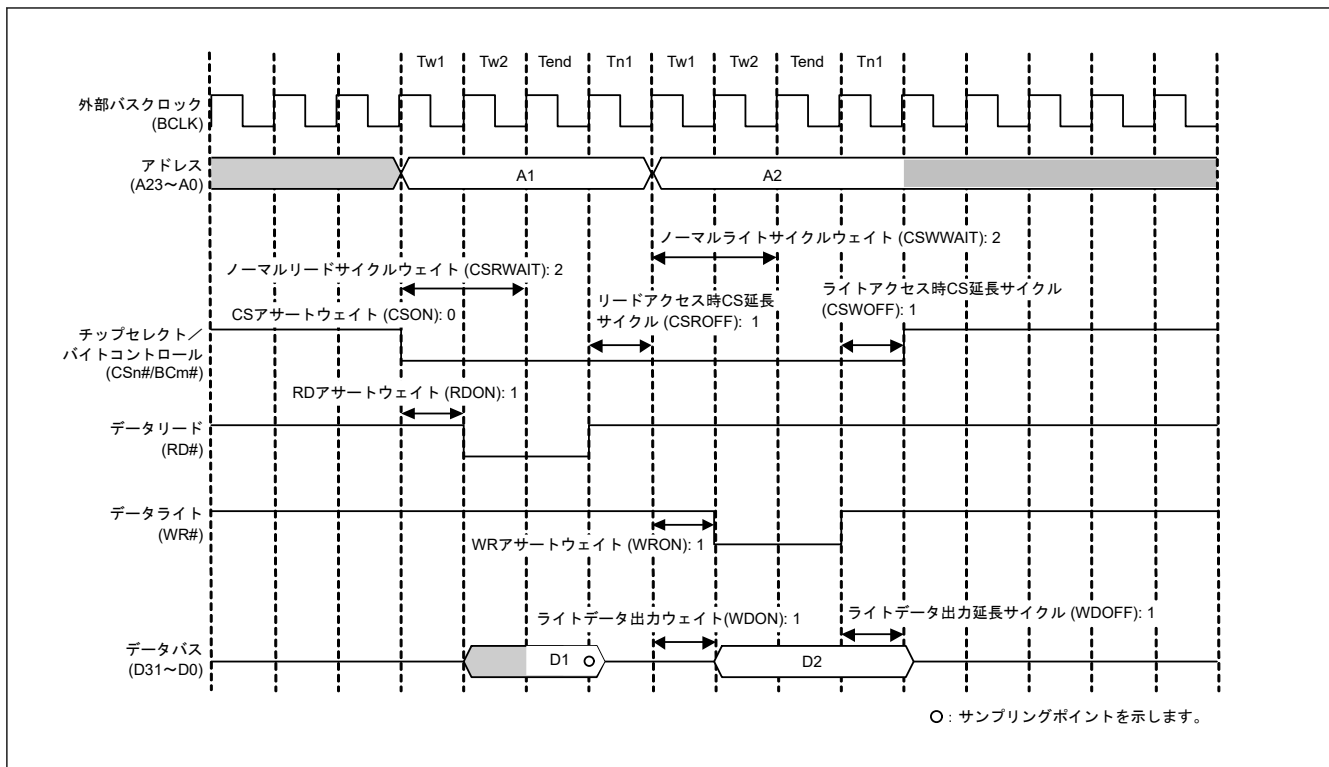 Tw1 Tw2 Tend Tn1 Tw1 Tw2 Tend Tn1
外部バスクロック
(BCLK)
アドレス
(A23～A0)
A1
A2
ノーマルライトサイクルウェイト (CSWWAIT): 2
ノーマルリードサイクルウェイト (CSRWAIT): 2
リードアクセス時CS延長
サイクル (CSROFF): 1
ライトアクセス時CS延長サイクル
(CSWOFF): 1
CSアサートウェイト (CSON): 0
チップセレクト／
バイトコントロール
(CSn#/BCm#)
RDアサートウェイト (RDON): 1
データリード
(RD#)
データライト
(WR#)
WRアサートウェイト (WRON): 1
ライトデータ出力ウェイト(WDON): 1
ライトデータ出力延長サイクル (WDOFF): 1
データバス
(D31～D0)
D1
D2
：サンプリングポイントを示します。